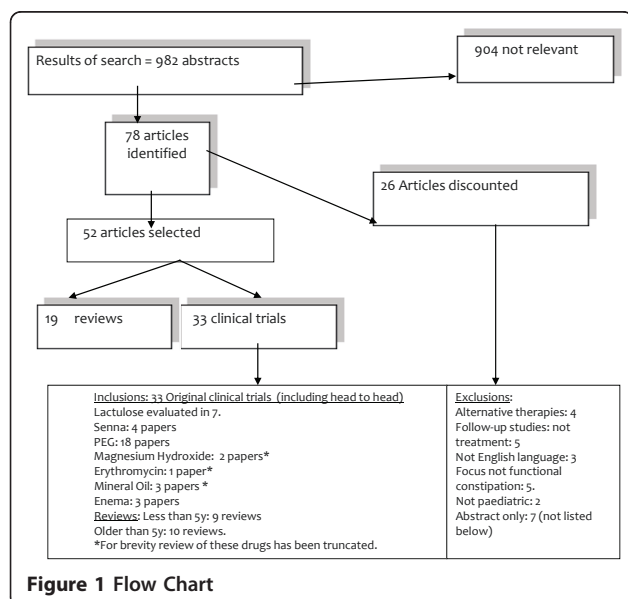 Results of search = 982 abstracts
904 not relevant
78 articles
identified
26 Articles discounted
52 articles selected
19 reviews
33 clinical trials
Inclusions: 33 Original clinical trials (including head to head)
Lactulose evaluated in 7.
Senna: 4 papers
PEG: 18 papers
Magnesium Hydroxide: 2 papers*
Erythromycin: 1 paper*
Mineral Oil: 3 papers *
Enema: 3 papers
Reviews: Less than 5y: 9 reviews
Older than 5y: 10 reviews.
*For brevity review of these drugs has been truncated.
Exclusions:
Alternative therapies: 4
Follow-up studies: not
treatment: 5
Not English language: 3
Focus not functional
constipation: 5.
Not paediatric: 2
Abstract only: 7 (not listed
below)
Figure 1 Flow Chart